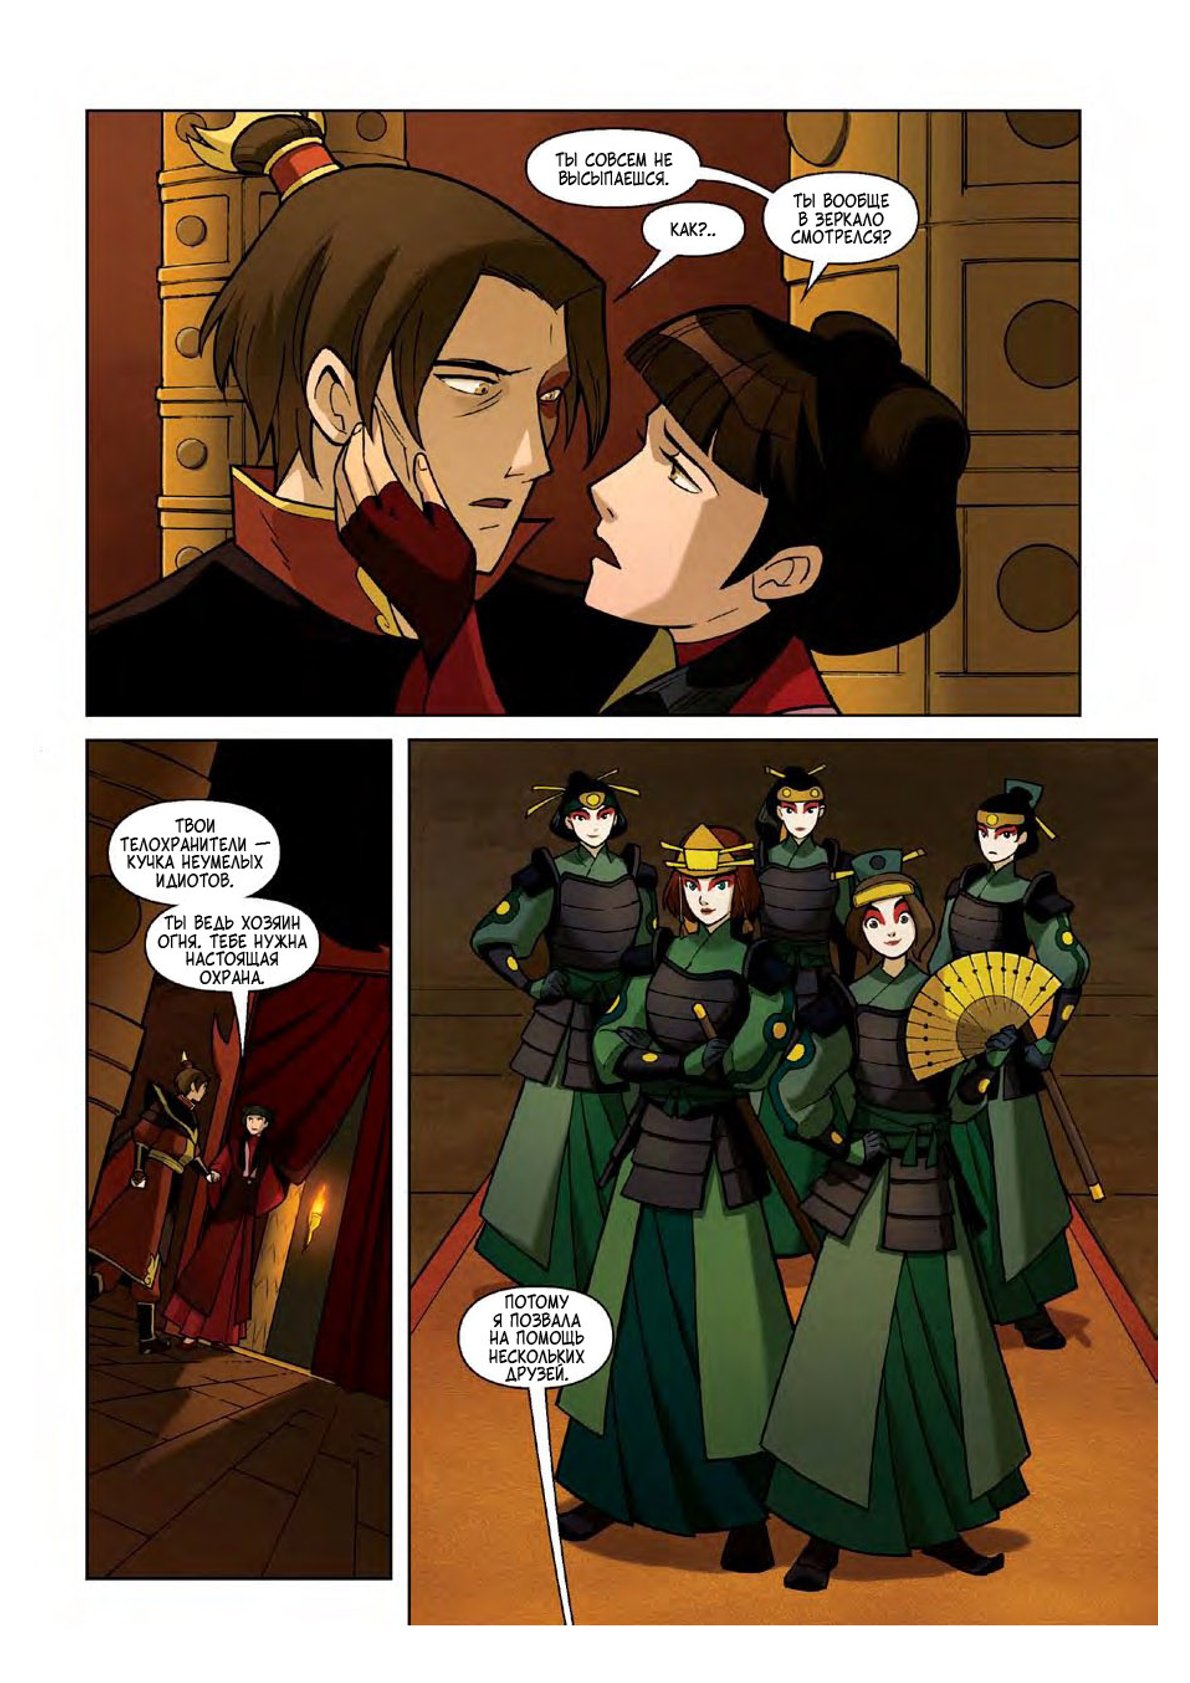 ТЫ СОВСЕМ НЕ
ВЫСЫПАЕШСЯ.
КАК?..
ТЫ ВООБЩЕ
В ЗЕРКАЛО
СМОТРЕЛСЯ?
ТВОИ
ТЕЛОХРАНИТЕЛИ —
КУЧКА НЕУМЕЛЫХ
ИДИОТОВ.
ТЫ ВЕДЬ ХОЗЯИН
ОГНЯ. ТЕБЕ НУЖНА
НАСТОЯЩАЯ
ОХРАНА.
ПОТОМУ
Я ПОЗВАЛА
НА ПОМОЩЬ
НЕСКОЛЬКИХ
ДРУЗЕЙ.